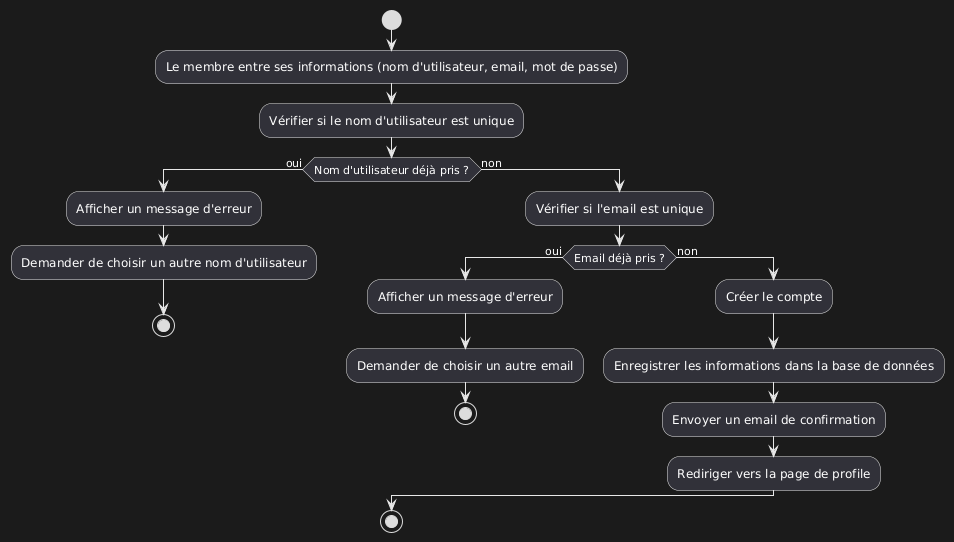 Le membre entre ses informations (nom d'utilisateur, email, mot de passe)
Vérifier si le nom d'utilisateur est unique
oui
Nom d'utilisateur déjà pris ?
non
Afficher un message d'erreur
Demander de choisir un autre nom d'utilisateur
Vérifier si l'email est unique
oui
Email déjà pris ?
non
Afficher un message d'erreur
Demander de choisir un autre email
Créer le compte
Enregistrer les informations dans la base de données
Envoyer un email de confirmation
Rediriger vers la page de profile